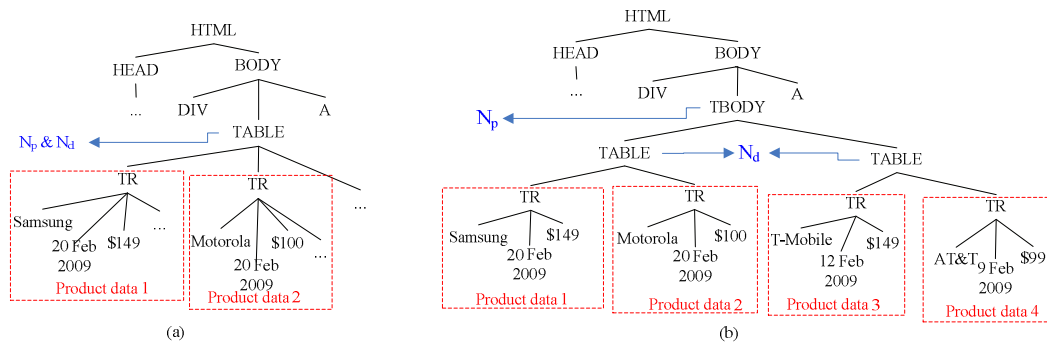 HTML
HEAD BODY
... DIV A
TABLE
Np & Nd
TR TR ...
Samsung 20 Feb 2009 $149 ...
Motorola 20 Feb 2009 $100 ...
Product data 1 Product data 2
(a)
HTML
HEAD BODY
... DIV TBODY A
Np
TABLE Nd TABLE
TR TR TR TR
Samsung 20 Feb 2009 $149
Motorola 20 Feb 2009 $100
T-Mobile 12 Feb 2009 $149
AT&T 9 Feb 2009 $99
Product data 1 Product data 2 Product data 3 Product data 4
(b)